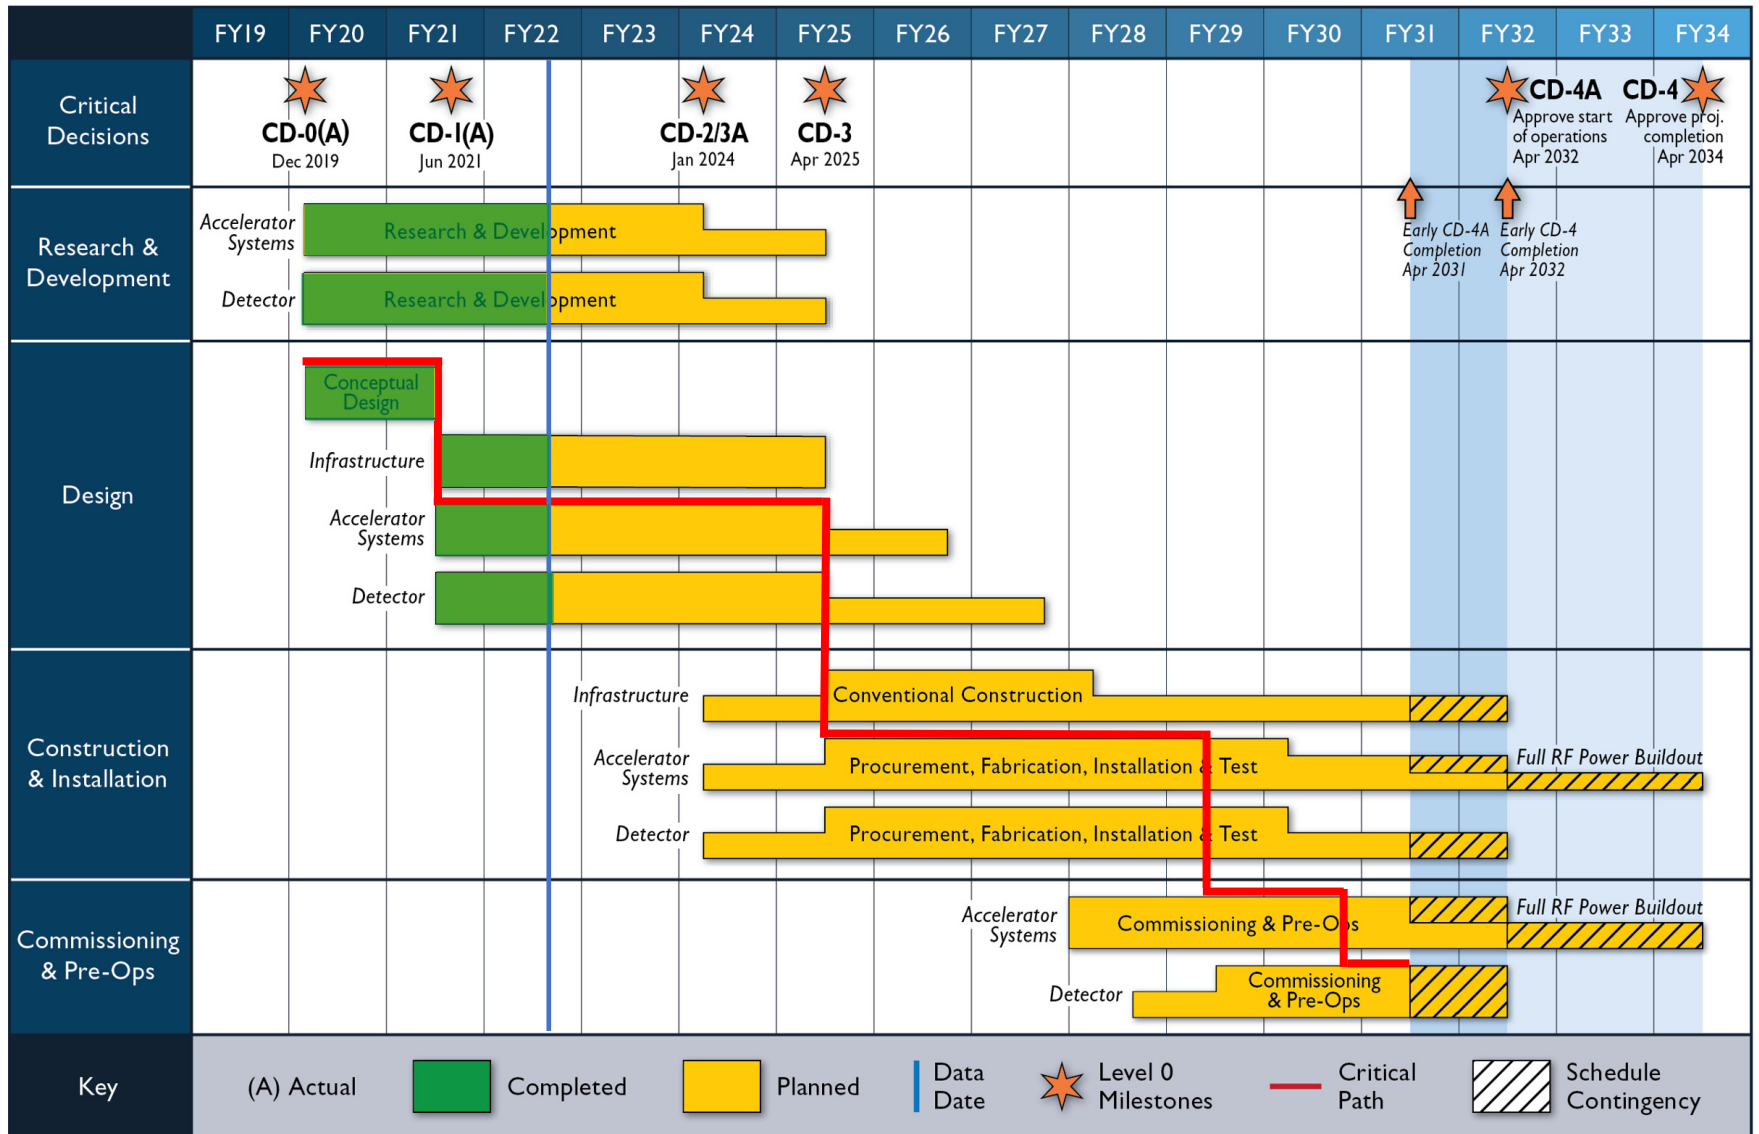 FY19 FY20 FY21 FY22 FY23 FY24 FY25 FY26 FY27 FY28 FY29 FY30 FY31 FY32 FY33 FY34
Critical
Decisions
CD-0(A)
Dec 2019
CD-1(A)
Jun 2021
CD-2/3A
Jan 2024
CD-3
Apr 2025
CD-4A
Approve start
of operations
Apr 2032
CD-4
Approve proj.
completion
Apr 2034
Early CD-4A
Completion
Apr 2031
Early CD-4
Completion
Apr 2032
Research &
Development
Accelerator
Systems
Research & Development
Detector
Research & Development
Design
Conceptual
Design
Infrastructure
Accelerator
Systems
Detector
Construction
& Installation
Infrastructure
Conventional Construction
Accelerator
Systems
Procurement, Fabrication, Installation & Test
Full RF Power Buildout
Detector
Procurement, Fabrication, Installation & Test
Commissioning
& Pre-Ops
Accelerator
Systems
Commissioning & Pre-Ops
Full RF Power Buildout
Detector
Commissioning
& Pre-Ops
Key
(A) Actual
Completed
Planned
Data
Date
Level 0
Milestones
Critical
Path
Schedule
Contingency